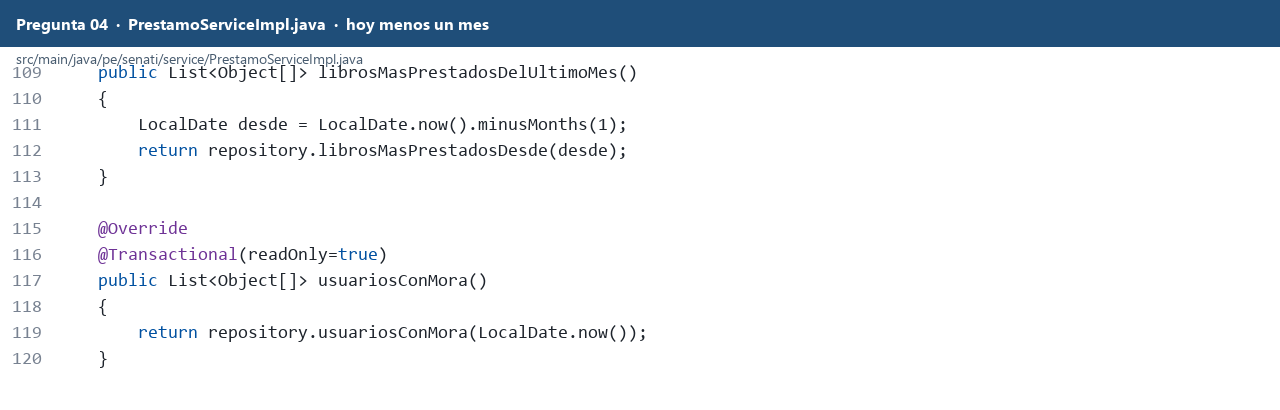 Pregunta 04 · PrestamoServiceImpl.java · hoy menos un mes
src/main/java/pe/senati/service/PrestamoServiceImpl.java
109 public List<Object[]> librosMasPrestadosDelUltimoMes()
110 {
111 LocalDate desde = LocalDate.now().minusMonths(1);
112 return repository.librosMasPrestadosDesde(desde);
113 }
114
115 @Override
116 @Transactional(readOnly=true)
117 public List<Object[]> usuariosConMora()
118 {
119 return repository.usuariosConMora(LocalDate.now());
120 }